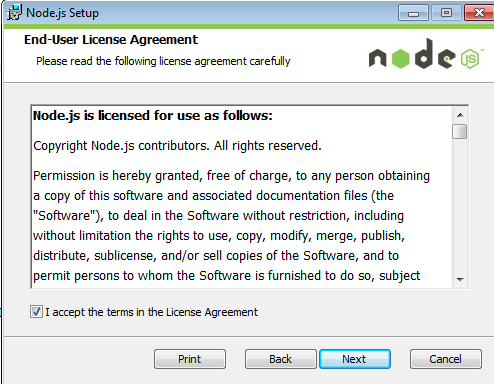 Node.js Setup
End-User License Agreement
Please read the following license agreement carefully
node
JS
Node.js is licensed for use as follows:
Copyright Node.js contributors. All rights reserved.
Permission is hereby granted, free of charge, to any person obtaining
a copy of this software and associated documentation files (the
"Software"), to deal in the Software without restriction, including
without limitation the rights to use, copy, modify, merge, publish,
distribute, sublicense, and/or sell copies of the Software, and to
permit persons to whom the Software is furnished to do so, subject
I accept the terms in the License Agreement
Print Back Next Cancel